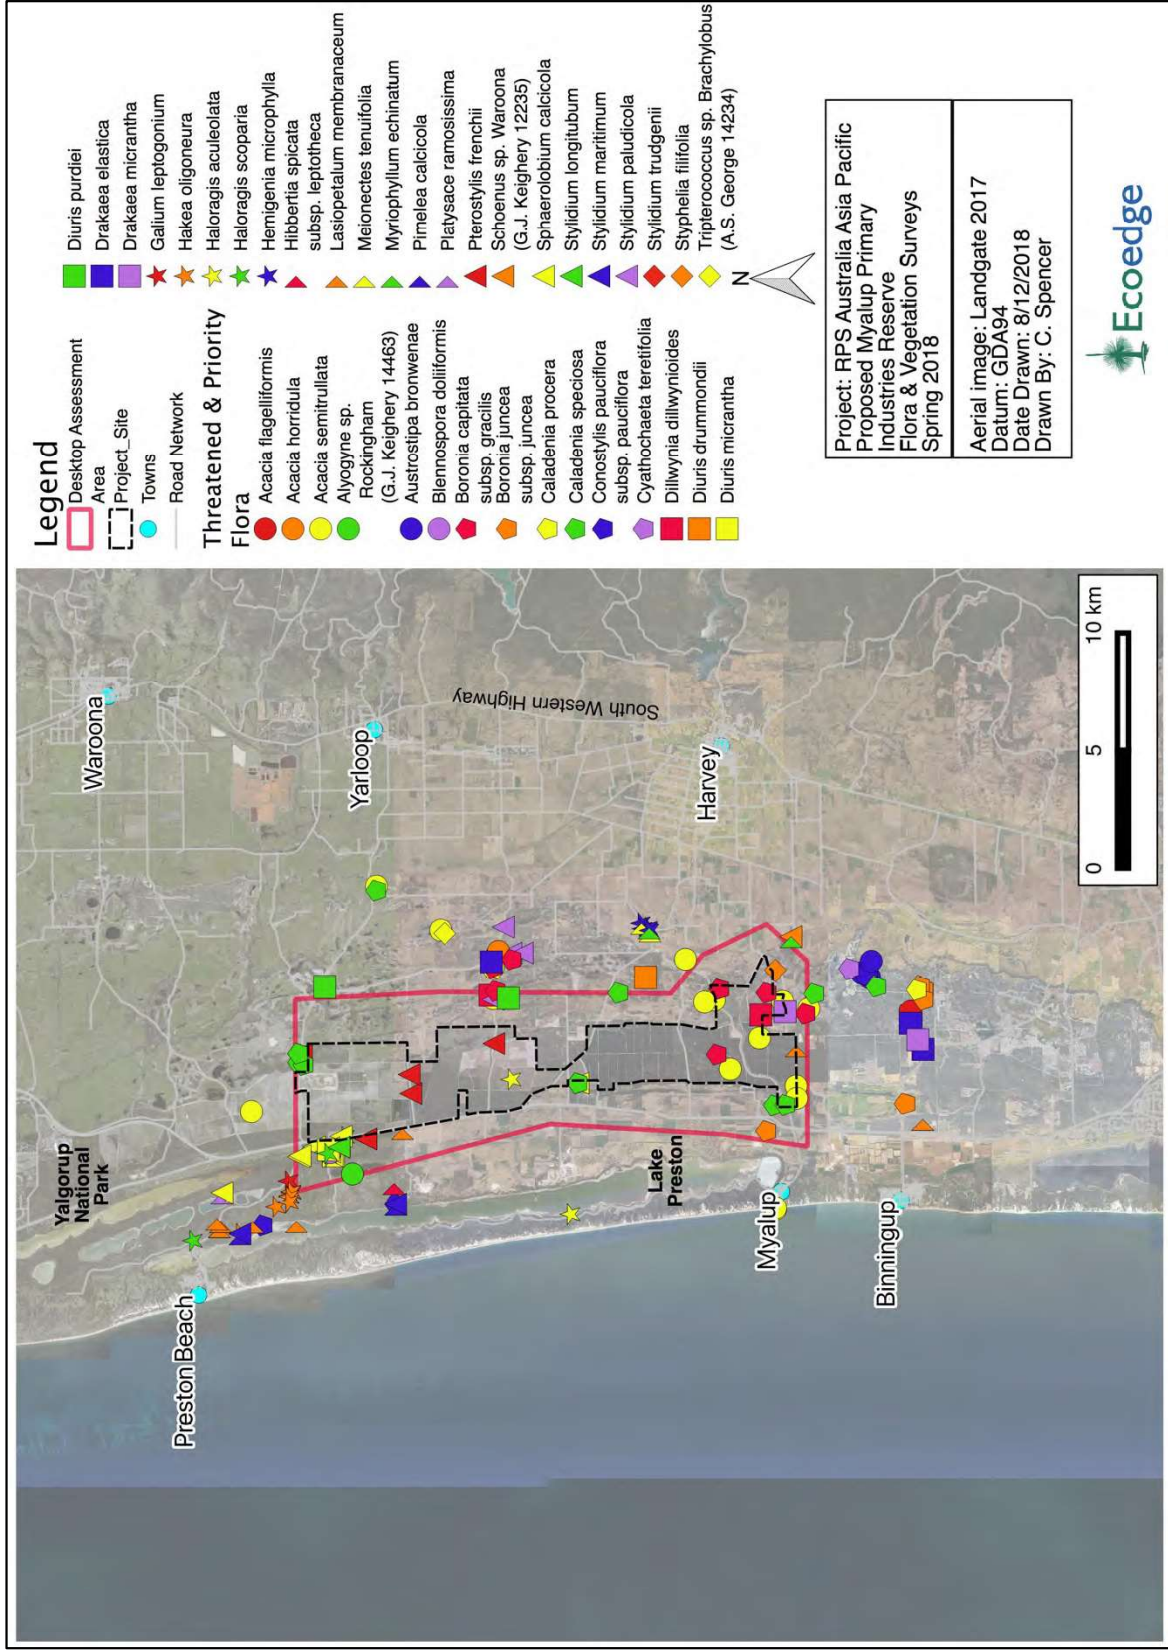 Legend
Desktop Assessment
Area
Project_Site
Towns
Road Network
Threatened & Priority
Flora
Acacia flagelliformis
Acacia horridula
Acacia semitrullata
Alyogyne sp.
Rockingham
(G.J. Keighery 14463)
Austrostipa bronwenae
Blennospora doliiformis
Boronia capitata
subsp. gracilis
Boronia juncea
subsp. juncea
Caladenia procera
Caladenia speciosa
Conostylis pauciflora
subsp. pauciflora
Cyathochaeta teretifolia
Dillwynia dillwynioides
Diuris drummondii
Diuris micrantha
Diuris purdiei
Drakaea elastica
Drakaea micrantha
Galium leptogonium
Hakea oligoneura
Haloragis aculeolata
Haloragis scoparia
Hemigenia microphylla
Hibbertia spicata
subsp. leptotheca
Lasiopetalum membranaceum
Meionectes tenuifolia
Myriophyllum echinatum
Pimelea calcicola
Platysace ramosissima
Pterostylis frenchii
Schoenus sp. Waroona
(G.J. Keighery 12235)
Sphaerolobium calcicola
Stylidium longitubum
Stylidium maritimum
Stylidium paludicola
Stylidium trudgenii
Styphelia filifolia
Tripterococcus sp. Brachylobus
(A.S. George 14234)
N
Project: RPS Australia Asia Pacific
Proposed Myalup Primary
Industries Reserve
Flora & Vegetation Surveys
Spring 2018
Aerial image: Landgate 2017
Datum: GDA94
Date Drawn: 8/12/2018
Drawn By: C. Spencer
Ecoedge
Yalgorup
National
Park
Waroona
Preston Beach
Yarloop
South Western Highway
Lake
Preston
Harvey
Myalup
Binningup
0 5 10 km